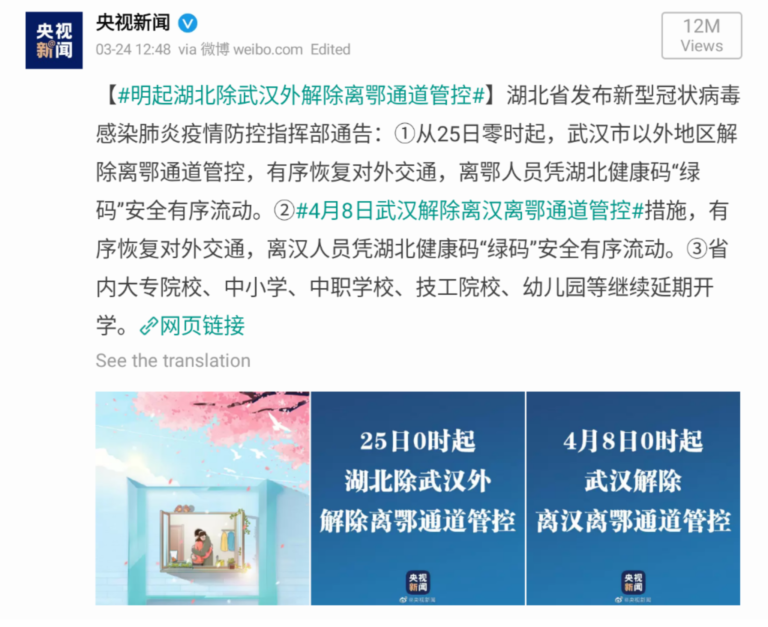 央视
新闻
央视新闻
03-24 12:48 via 微博 weibo.com Edited
12M
Views
【#明起湖北除武汉外解除离鄂通道管控#】湖北省发布新型冠状病毒
感染肺炎疫情防控指挥部通告：①从25日零时起，武汉市以外地区解
除离鄂通道管控，有序恢复对外交通，离鄂人员凭湖北健康码“绿
码”安全有序流动。②#4月8日武汉解除离汉离鄂通道管控#措施，有
序恢复对外交通，离汉人员凭湖北健康码“绿码”安全有序流动。③省
内大专院校、中小学、中职学校、技工院校、幼儿园等继续延期开
学。网页链接
See the translation
25日0时起
湖北除武汉外
解除离鄂通道管控
央视
新闻
4月8日0时起
武汉解除
离汉离鄂通道管控
央视
新闻